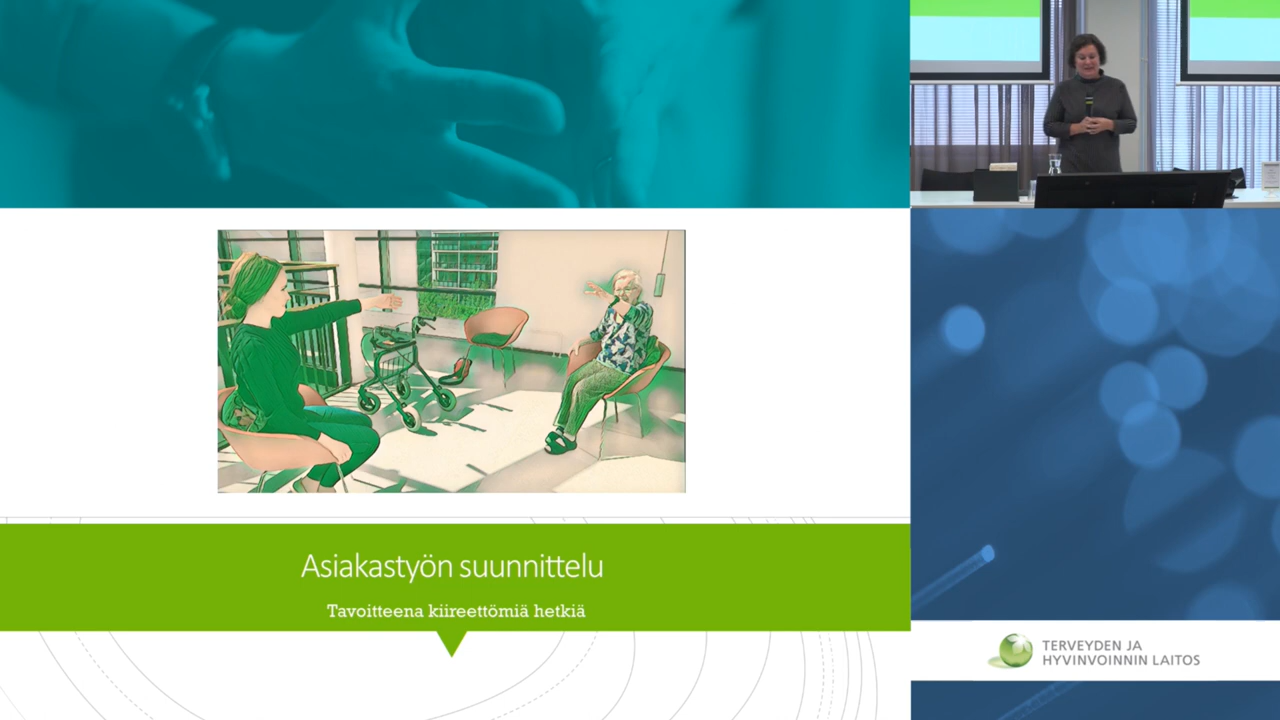 Asiakastyön suunnittelu
Tavoitteena kiireettömiä hetkiä
TERVEYDEN JA
HYVINVOINNIN LAITOS